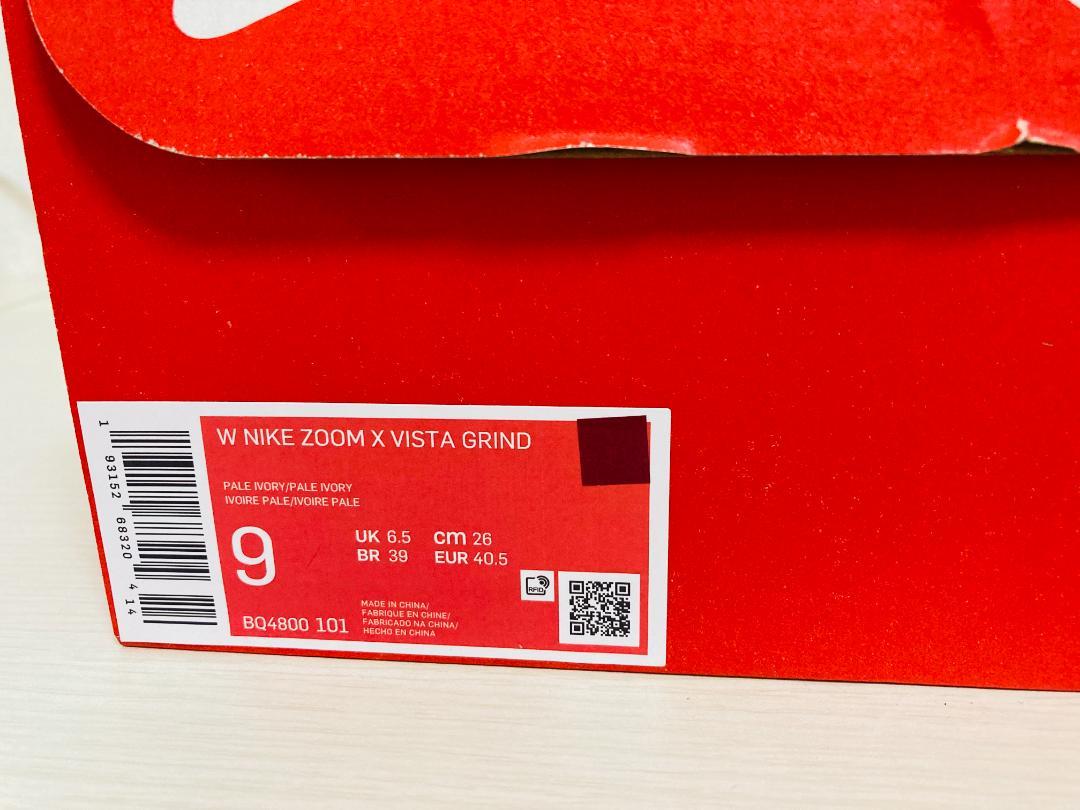 W NIKE ZOOM X VISTA GRIND
PALE IVORY/PALE IVORY
IVOIRE PALE/IVOIRE PALE
9
UK 6.5 cm 26
BR 39 EUR 40.5
RFID
BQ4800 101
MADE IN CHINA/
FABRIQUE EN CHINE/
FABRICADO NA CHINA/
HECHO EN CHINA
1 93152 68320 4 14